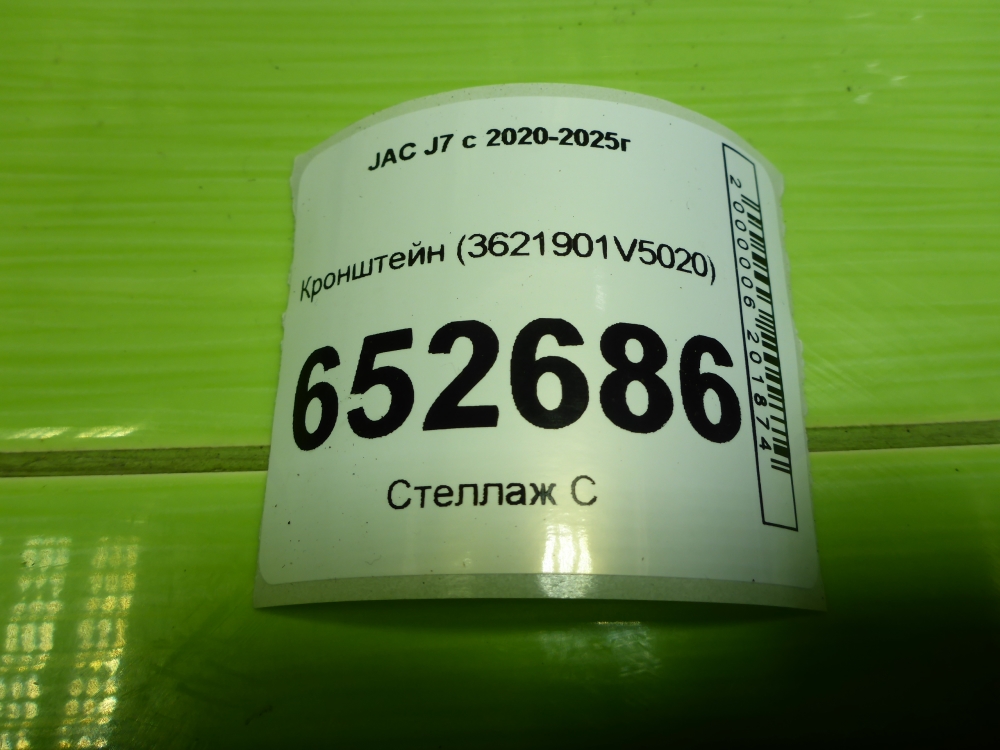 JAC J7 с 2020-2025г
Кронштейн (3621901V5020)
652686
Стеллаж С
2000006201874